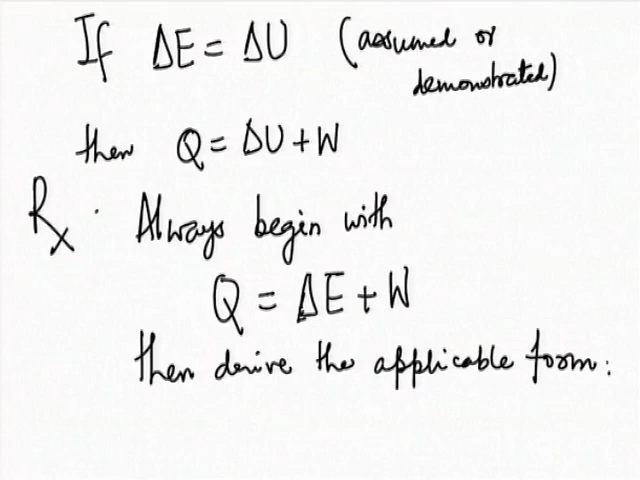 If ΔE = ΔU (assumed or
demonstrated)
then Q = ΔU + W
Rx . Always begin with
Q = ΔE + W
then derive the applicable form: